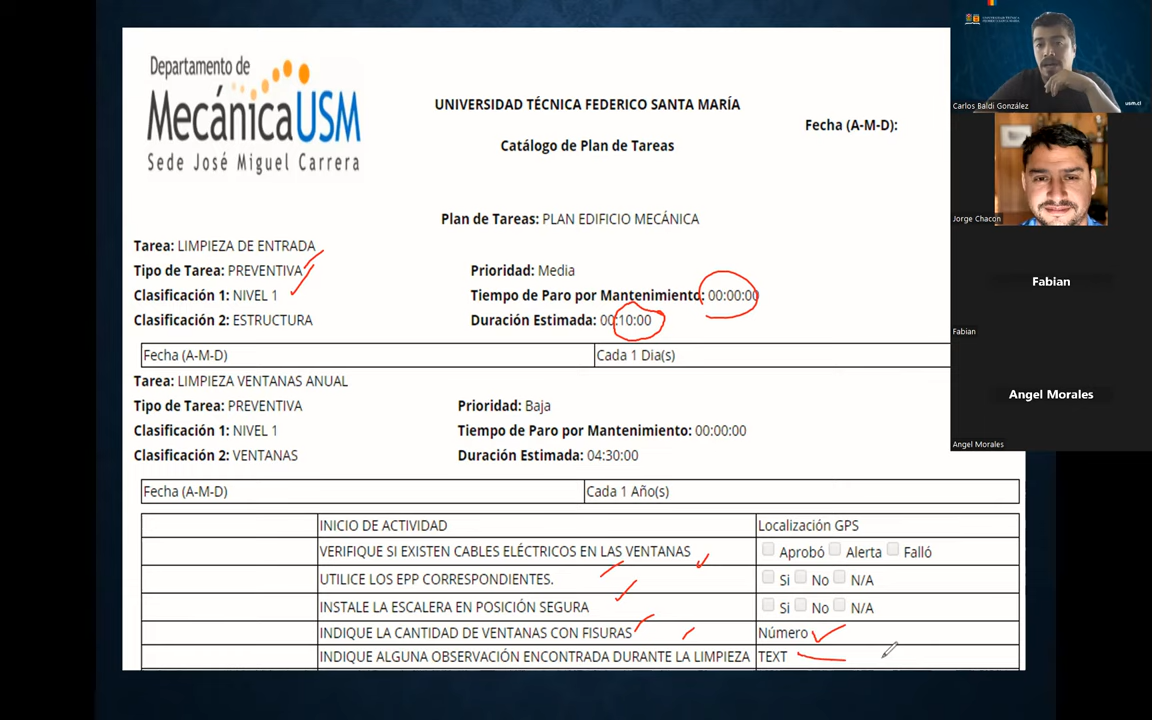 Departamento de
MecánicaUSM
Sede José Miguel Carrera
UNIVERSIDAD TÉCNICA FEDERICO SANTA MARÍA
Catálogo de Plan de Tareas
Fecha (A-M-D):
Plan de Tareas: PLAN EDIFICIO MECÁNICA
Tarea: LIMPIEZA DE ENTRADA
Tipo de Tarea: PREVENTIVA Prioridad: Media
Clasificación 1: NIVEL 1 Tiempo de Paro por Mantenimiento: 00:00:00
Clasificación 2: ESTRUCTURA Duración Estimada: 00:10:00
Fecha (A-M-D) Cada 1 Dia(s)
Tarea: LIMPIEZA VENTANAS ANUAL
Tipo de Tarea: PREVENTIVA Prioridad: Baja
Clasificación 1: NIVEL 1 Tiempo de Paro por Mantenimiento: 00:00:00
Clasificación 2: VENTANAS Duración Estimada: 04:30:00
Fecha (A-M-D) Cada 1 Año(s)
INICIO DE ACTIVIDAD Localización GPS
VERIFIQUE SI EXISTEN CABLES ELÉCTRICOS EN LAS VENTANAS Aprobó Alerta Falló
UTILICE LOS EPP CORRESPONDIENTES. Si No N/A
INSTALE LA ESCALERA EN POSICIÓN SEGURA Si No N/A
INDIQUE LA CANTIDAD DE VENTANAS CON FISURAS Número
INDIQUE ALGUNA OBSERVACIÓN ENCONTRADA DURANTE LA LIMPIEZA TEXT
usm.cl
Carlos Baldi González
Jorge Chacon
Fabian
Fabian
Angel Morales
Angel Morales